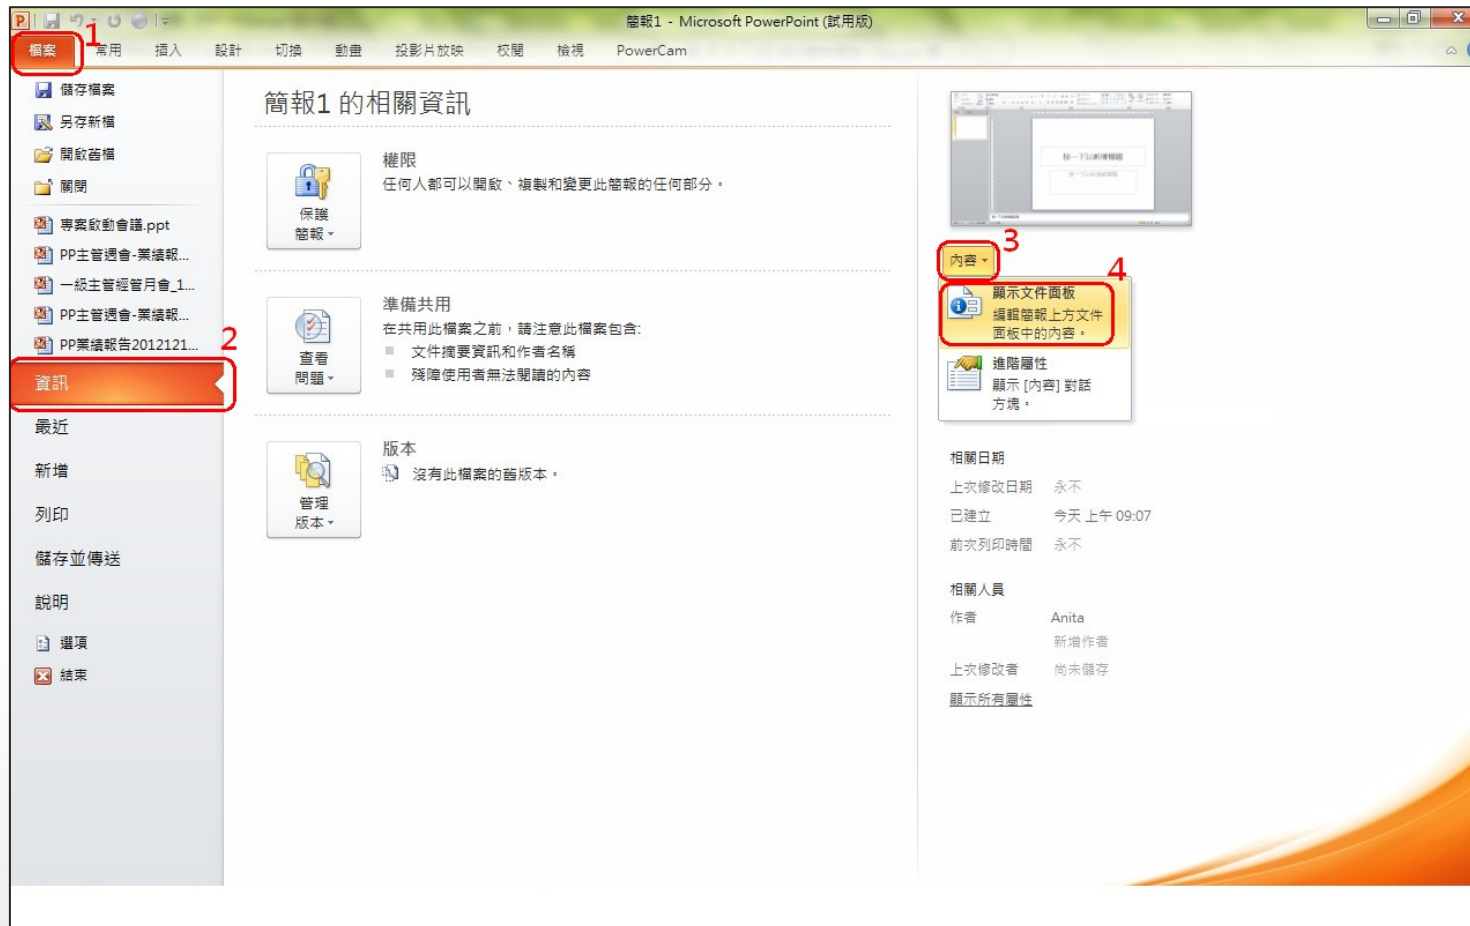 簡報1 - Microsoft PowerPoint (試用版)
1
檔案 常用 插入 設計 切換 動畫 投影片放映 校閱 檢視 PowerCam
儲存檔案
另存新檔
開啟舊檔
關閉
專案啟動會議.ppt
PP主管週會-業績報...
一級主管經管月會_1...
PP主管週會-業績報...
PP業績報告2012121...
2
資訊
最近
新增
列印
儲存並傳送
說明
選項
結束
簡報1 的相關資訊
保護
簡報
權限
任何人都可以開啟、複製和變更此簡報的任何部分。
查看
問題
準備共用
在共用此檔案之前，請注意此檔案包含:
文件摘要資訊和作者名稱
殘障使用者無法閱讀的內容
管理
版本
版本
沒有此檔案的舊版本。
按一下以新增標題
3
內容
4
顯示文件面板
編輯簡報上方文件
面板中的內容。
進階屬性
顯示 [內容] 對話
方塊。
相關日期
上次修改日期 永不
已建立 今天 上午 09:07
前次列印時間 永不
相關人員
作者 Anita
新增作者
上次修改者 尚未儲存
顯示所有屬性